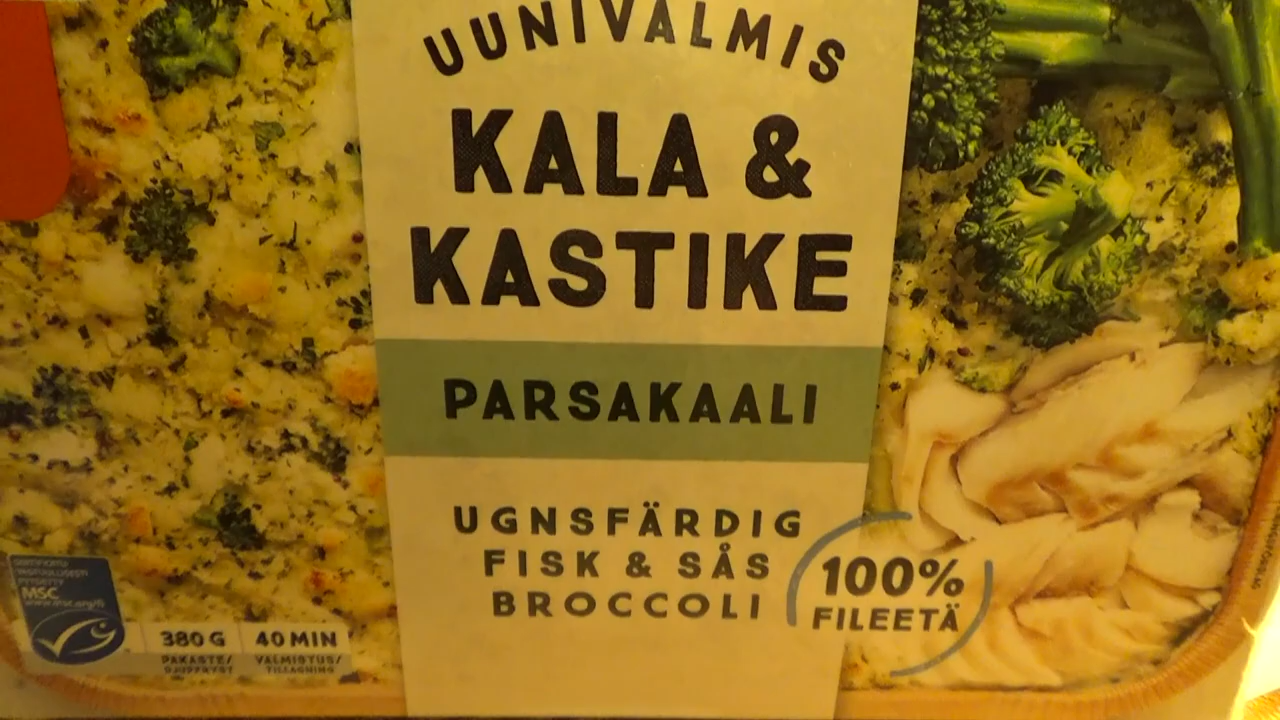 UUNIVALMIS
KALA &
KASTIKE
PARSAKAALI
UGNSFÄRDIG
FISK & SÅS
BROCCOLI
100%
FILEETÄ
MSC
www.msc.org/fi
380 G
PAKASTE/
DJUPFRYST
40 MIN
VALMISTUS/
TILLAGNING